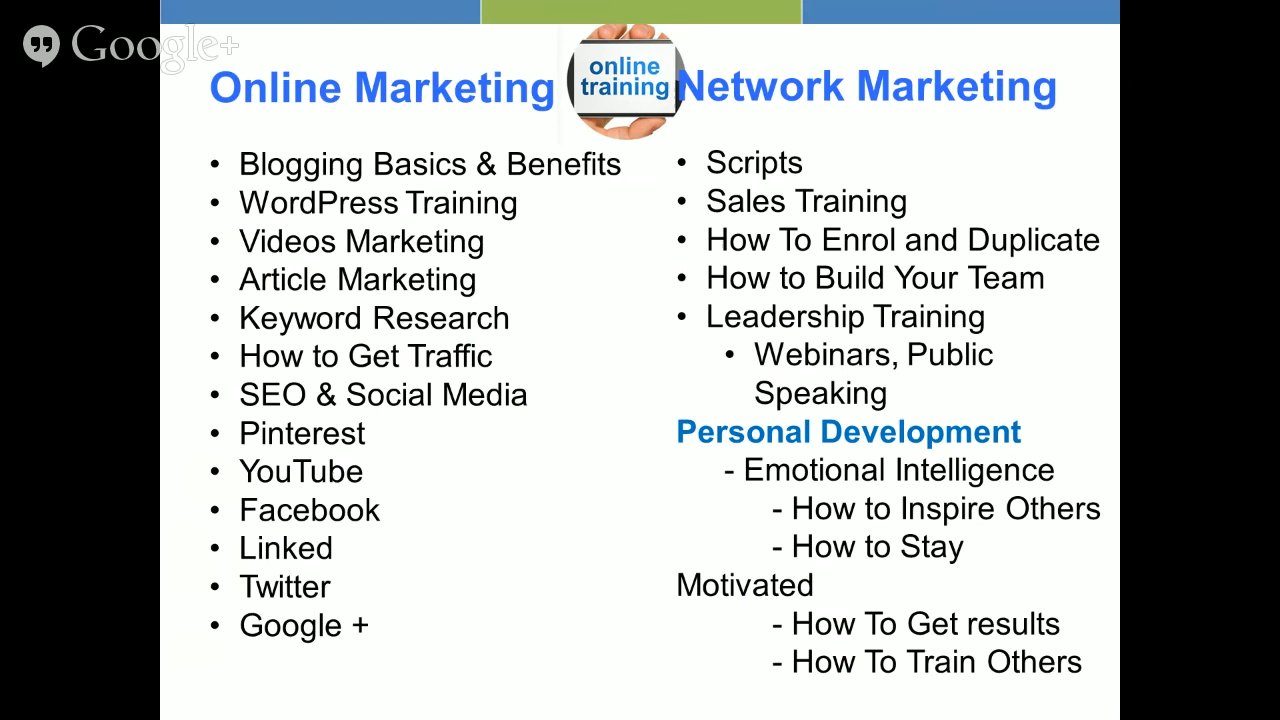 Google+
Online Marketing
online
training
Network Marketing
• Blogging Basics & Benefits
• WordPress Training
• Videos Marketing
• Article Marketing
• Keyword Research
• How to Get Traffic
• SEO & Social Media
• Pinterest
• YouTube
• Facebook
• Linked
• Twitter
• Google +
• Scripts
• Sales Training
• How To Enrol and Duplicate
• How to Build Your Team
• Leadership Training
• Webinars, Public
Speaking
Personal Development
- Emotional Intelligence
- How to Inspire Others
- How to Stay
Motivated
- How To Get results
- How To Train Others